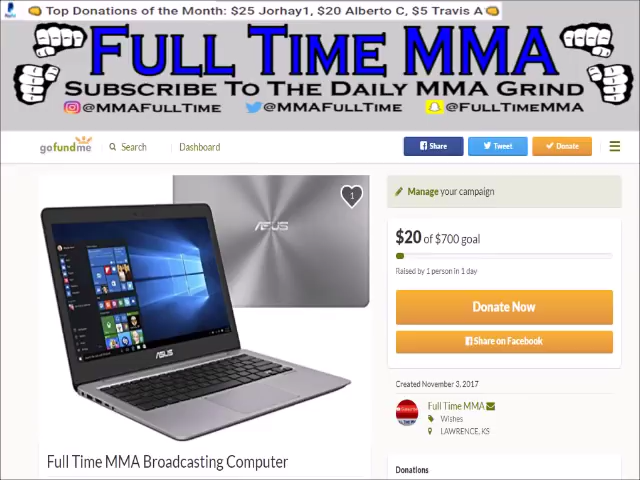 Top Donations of the Month: $25 Jorhay1, $20 Alberto C, $5 Travis A
FULL TIME MMA
SUBSCRIBE TO THE DAILY MMA GRIND
@MMAFULLTIME @MMAFULLTIME @FULLTIMEMMA
gofundme Search Dashboard Share Tweet Donate
1
ASUS
Manage your campaign
$20 of $700 goal
Raised by 1 person in 1 day
Donate Now
Share on Facebook
ASUS
Created November 3, 2017
Full Time MMA
Wishes
LAWRENCE, KS
Full Time MMA Broadcasting Computer
Donations